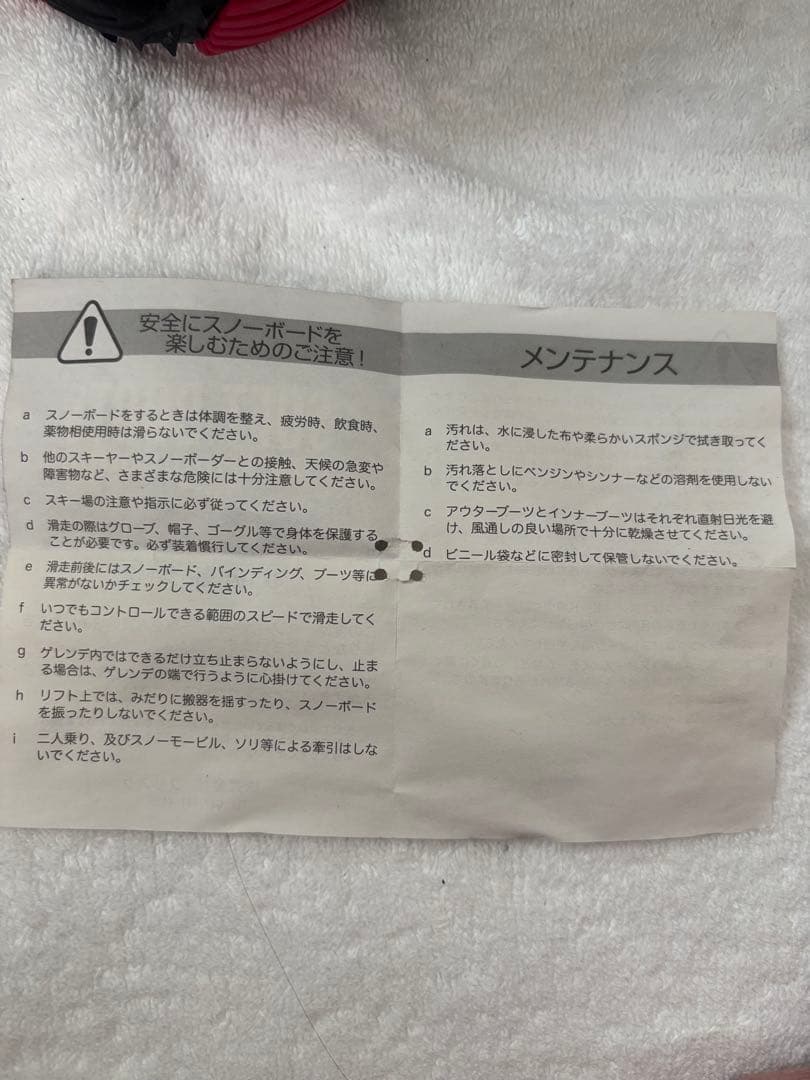 安全にスノーボードを
楽しむためのご注意!
a スノーボードをするときは体調を整え、疲労時、飲食時、
薬物相使用時は滑らないでください。
b 他のスキーヤーやスノーボーダーとの接触、天候の急変や
障害物など、さまざまな危険には十分注意してください。
c スキー場の注意や指示に必ず従ってください。
d 滑走の際はグローブ、帽子、ゴーグル等で身体を保護する
ことが必要です。必ず装着慣行してください。
e 滑走前後にはスノーボード、バインディング、ブーツ等に
異常がないかチェックしてください。
f いつでもコントロールできる範囲のスピードで滑走してく
ださい。
g ゲレンデ内ではできるだけ立ち止まらないようにし、止ま
る場合は、ゲレンデの端で行うように心掛けてください。
h リフト上では、みだりに搬器を揺すったり、スノーボード
を振ったりしないでください。
i 二人乗り、及びスノーモービル、ソリ等による牽引はしな
いでください。
メンテナンス
a 汚れは、水に浸した布や柔らかいスポンジで拭き取ってく
ださい。
b 汚れ落としにベンジンやシンナーなどの溶剤を使用しない
でください。
c アウターブーツとインナーブーツはそれぞれ直射日光を避
け、風通しの良い場所で十分に乾燥させてください。
d ビニール袋などに密封して保管しないでください。